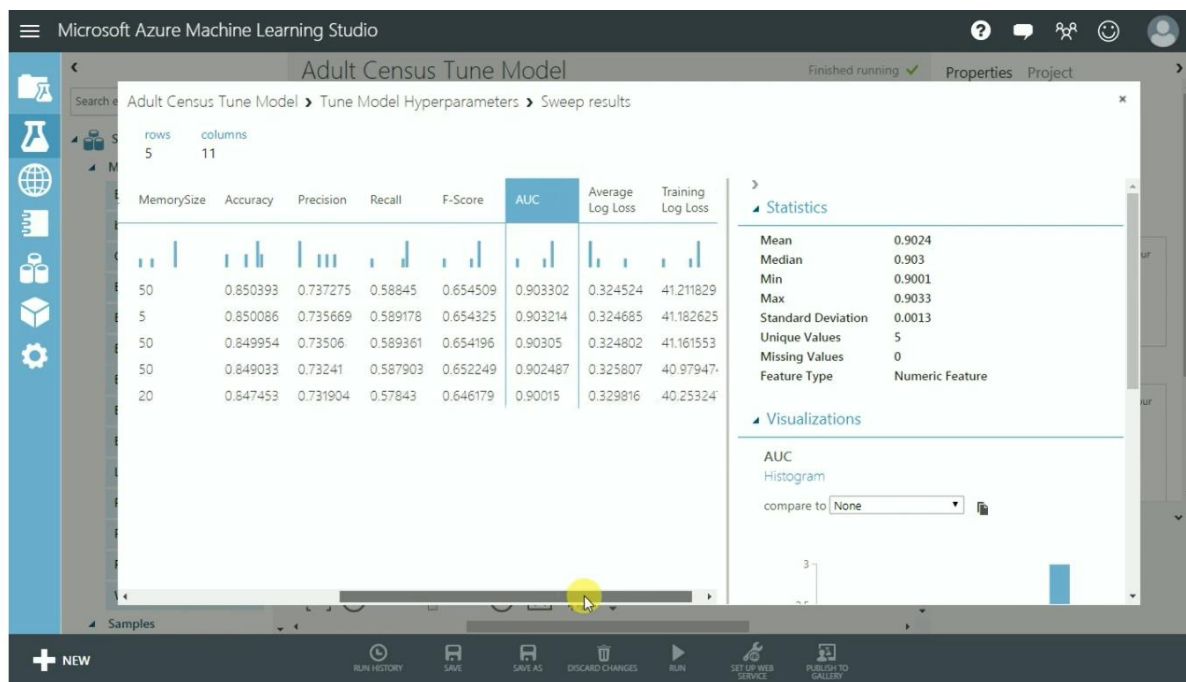 Microsoft Azure Machine Learning Studio
Adult Census Tune Model
Finished running
Properties Project
Search e
Adult Census Tune Model › Tune Model Hyperparameters › Sweep results
rows columns
5 11
MemorySize Accuracy Precision Recall F-Score AUC Average Log Loss Training Log Loss
50 0.850393 0.737275 0.58845 0.654509 0.903302 0.324524 41.211829
5 0.850086 0.735669 0.589178 0.654325 0.903214 0.324685 41.182625
50 0.849954 0.73506 0.589361 0.654196 0.90305 0.324802 41.161553
50 0.849033 0.73241 0.587903 0.652249 0.902487 0.325807 40.97947
20 0.847453 0.731904 0.57843 0.646179 0.90015 0.329816 40.25324
Statistics
Mean 0.9024
Median 0.903
Min 0.9001
Max 0.9033
Standard Deviation 0.0013
Unique Values 5
Missing Values 0
Feature Type Numeric Feature
Visualizations
AUC
Histogram
compare to None
3
Samples
NEW
RUN HISTORY
SAVE
SAVE AS
DISCARD CHANGES
RUN
SET UP WEB SERVICE
PUBLISH TO GALLERY